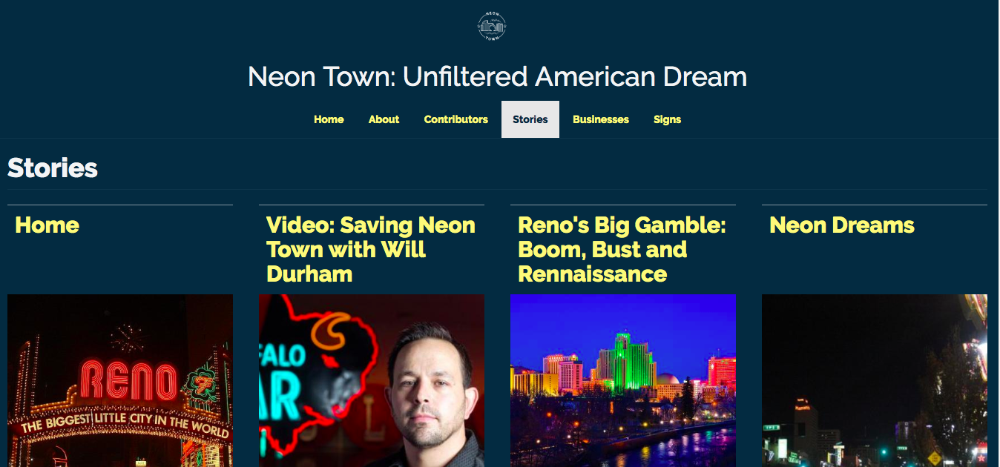 NEON
TOWN
Neon Town: Unfiltered American Dream
Home About Contributors Stories Businesses Signs
Stories
Home
Video: Saving Neon
Town with Will
Durham
Reno's Big Gamble:
Boom, Bust and
Rennaissance
Neon Dreams
RENO
THE BIGGEST LITTLE CITY IN THE WORLD
FALO
AR